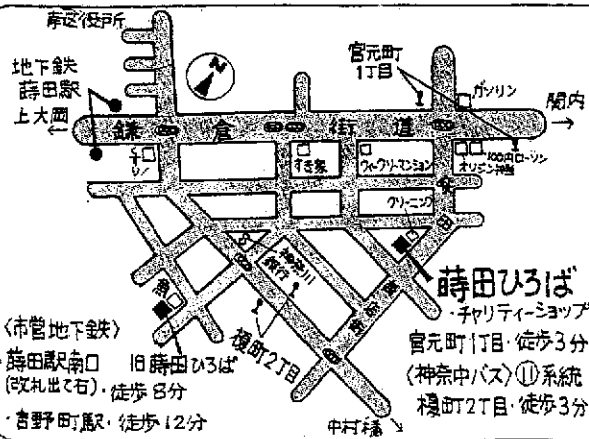 南区役所
地下鉄
蒔田駅
上大岡
N
宮元町
1丁目
ガソリン
関内
鎌倉街道
すき家
ウィークリーマンション
オリジン弁当
100円ローソン
クリーニング
神奈川
銀行
魚
榎町2丁目
蒔田ひろば
・チャリティーショップ
宮元町1丁目・徒歩3分
〈神奈中バス〉⑪系統
榎町2丁目・徒歩3分
〈市営地下鉄〉
・蒔田駅南口
(改札出て右)・徒歩8分
・吉野町駅・徒歩12分
旧蒔田ひろば
中村橋